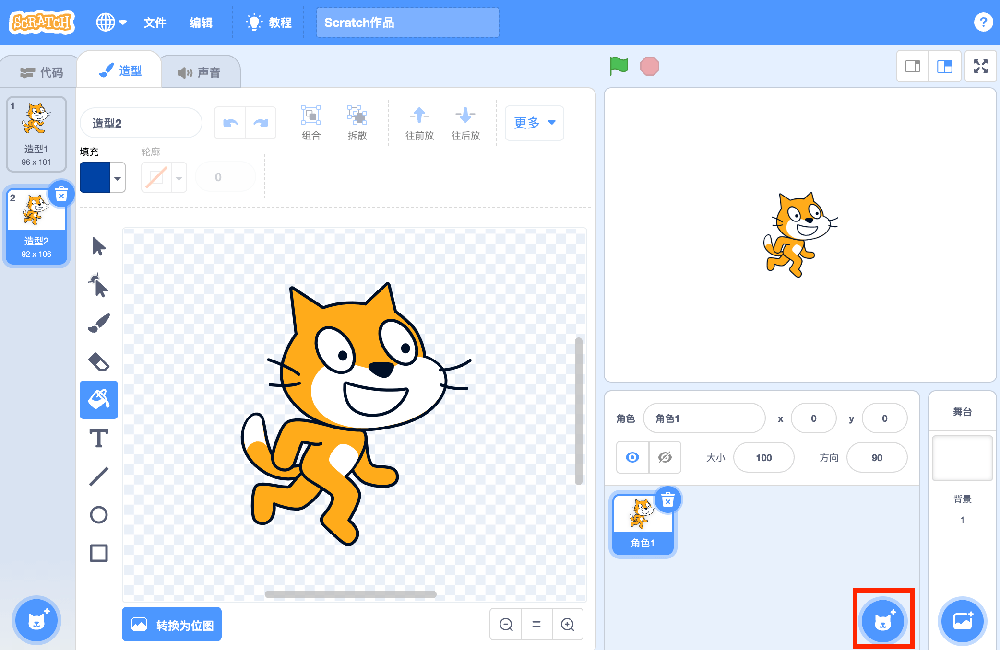 SCRATCH
文件
编辑
教程
Scratch作品
?
代码
造型
声音
1
造型1
96 x 101
2
造型2
92 x 106
造型2
组合
拆散
往前放
往后放
更多
填充
轮廓
0
转换为位图
角色
角色1
x
0
y
0
大小
100
方向
90
角色1
舞台
背景
1